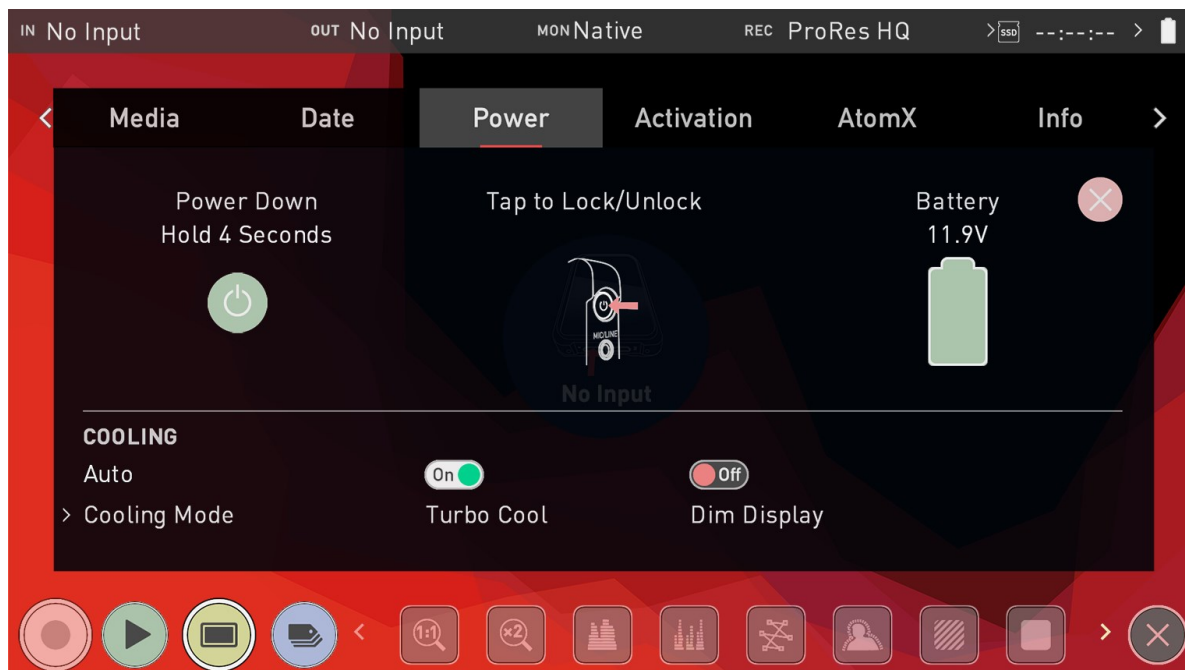 IN No Input OUT No Input MON Native REC ProRes HQ > SSD --:--:-- >
< Media Date Power Activation AtomX Info >
Power Down Tap to Lock/Unlock Battery
Hold 4 Seconds 11.9V
MIC/LINE
No Input
COOLING
Auto On Off
> Cooling Mode Turbo Cool Dim Display
< 1:1 ×2 >